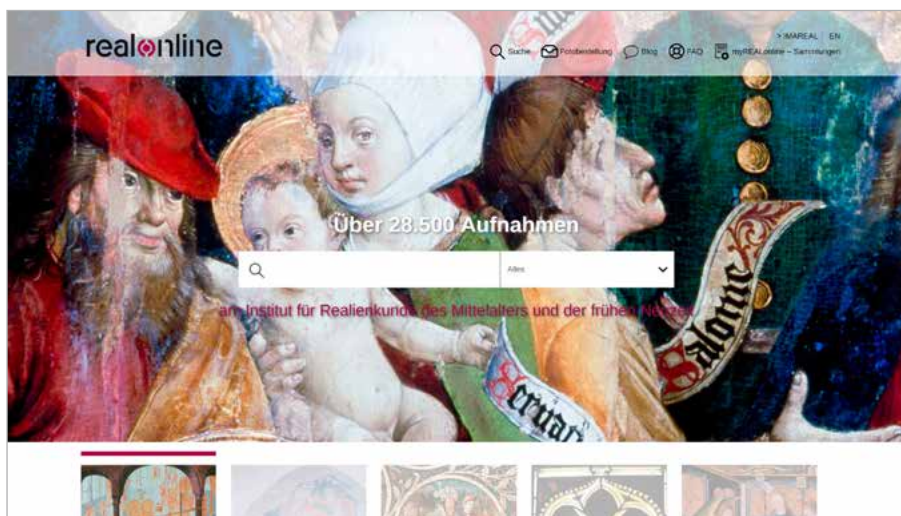 realonline
> IMAREAL | EN
Suche Fotobestellung Blog FAQ myREALonline – Sammlungen
Über 28.500 Aufnahmen
Alles
am Institut für Realienkunde des Mittelalters und der frühen Neuzeit
Salome